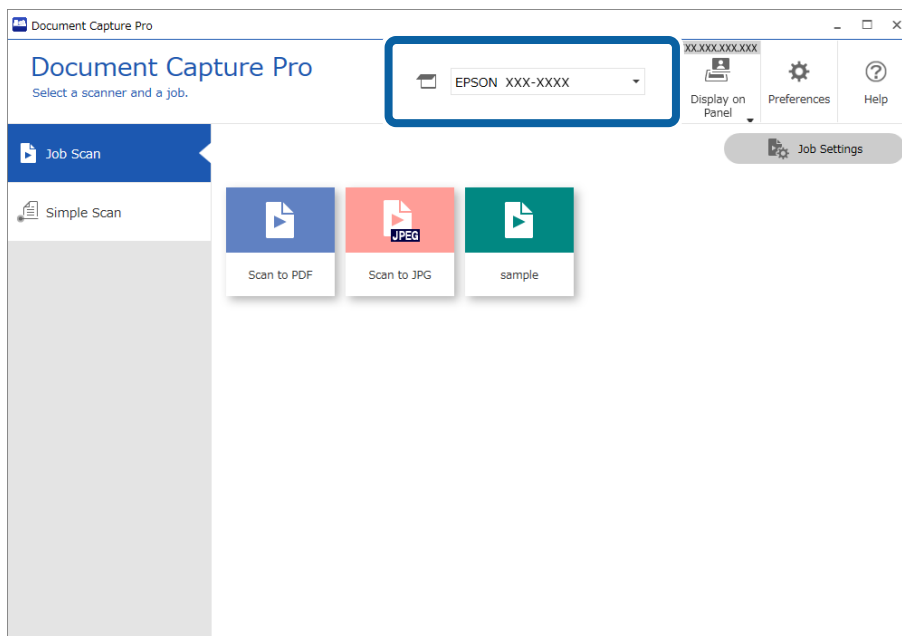 Document Capture Pro
Document Capture Pro
Select a scanner and a job.
EPSON XXX-XXXX
XX.XXX.XXX.XXX
Display on
Panel
Preferences
Help
Job Scan
Job Settings
Simple Scan
JPEG
Scan to PDF
Scan to JPG
sample